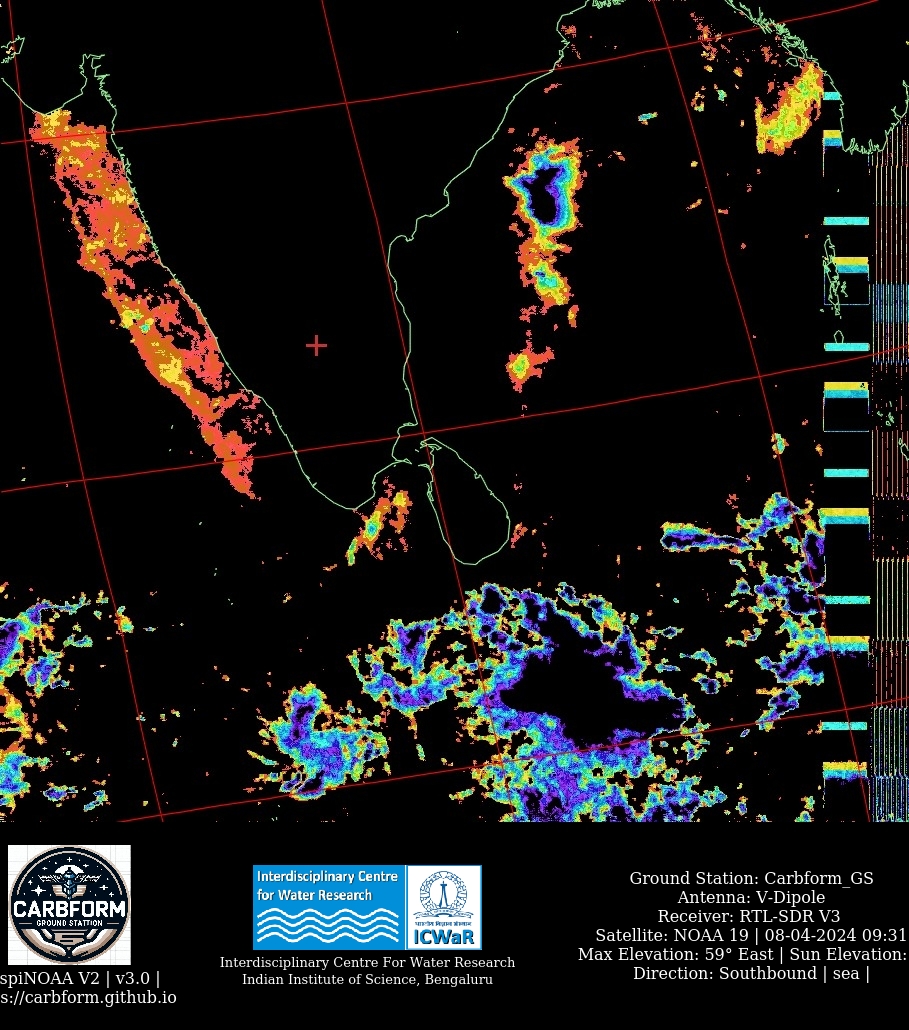 CARBFORM
GROUND STATION
spiNOAA V2 | v3.0 |
s://carbform.github.io
Interdisciplinary Centre
for Water Research
भारतीय विज्ञान संस्थान
ICWaR
Interdisciplinary Centre For Water Research
Indian Institute of Science, Bengaluru
Ground Station: Carbform_GS
Antenna: V-Dipole
Receiver: RTL-SDR V3
Satellite: NOAA 19 | 08-04-2024 09:31
Max Elevation: 59° East | Sun Elevation:
Direction: Southbound | sea |